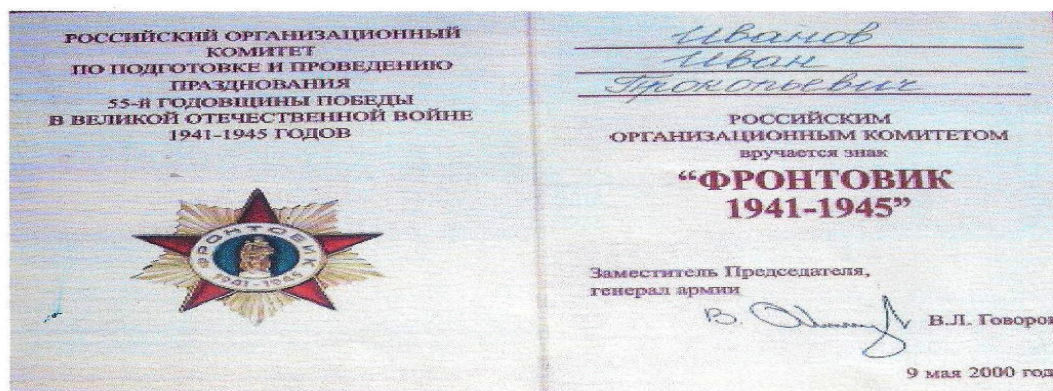 РОССИЙСКИЙ ОРГАНИЗАЦИОННЫЙ
КОМИТЕТ
ПО ПОДГОТОВКЕ И ПРОВЕДЕНИЮ
ПРАЗДНОВАНИЯ
55-й ГОДОВЩИНЫ ПОБЕДЫ
В ВЕЛИКОЙ ОТЕЧЕСТВЕННОЙ ВОЙНЕ
1941-1945 ГОДОВ
ФРОНТОВИК
1941-1945
Иванов
Иван
Прокопьевич
РОССИЙСКИМ
ОРГАНИЗАЦИОННЫМ КОМИТЕТОМ
вручается знак
“ФРОНТОВИК
1941-1945”
Заместитель Председателя,
генерал армии
В.Л. Говоров
9 мая 2000 год